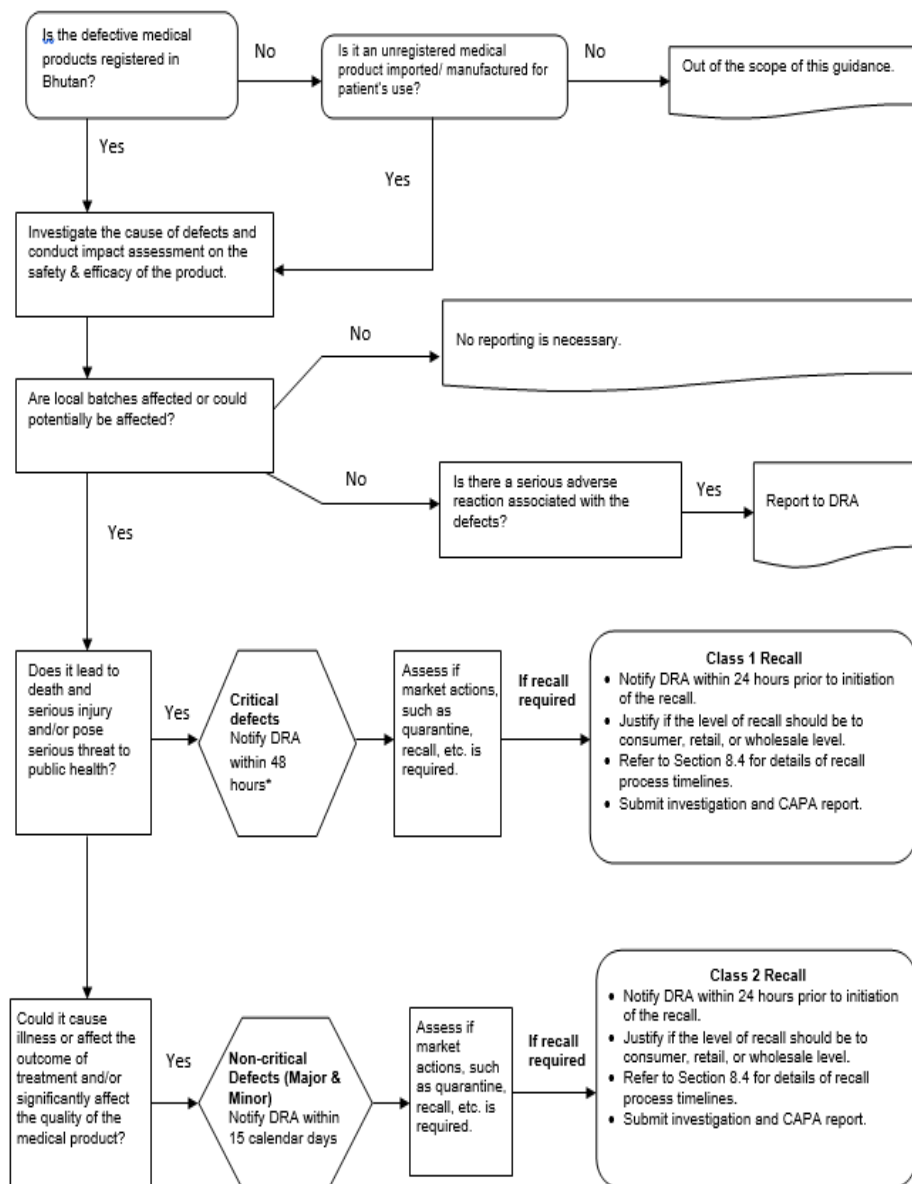 Is the defective medical
products registered in
Bhutan?
No
Is it an unregistered medical
product imported/ manufactured for
patient's use?
No
Out of the scope of this guidance.
Yes
Yes
Investigate the cause of defects and
conduct impact assessment on the
safety & efficacy of the product.
No
No reporting is necessary.
Are local batches affected or could
potentially be affected?
No
Is there a serious adverse
reaction associated with the
defects?
Yes
Report to DRA
Yes
Does it lead to
death and
serious injury
and/or pose
serious threat to
public health?
Yes
Critical
defects
Notify DRA
within 48
hours*
Assess if
market actions,
such as
quarantine,
recall, etc. is
required.
If recall
required
Class 1 Recall
• Notify DRA within 24 hours prior to initiation
of the recall.
• Justify if the level of recall should be to
consumer, retail, or wholesale level.
• Refer to Section 8.4 for details of recall
process timelines.
• Submit investigation and CAPA report.
Could it cause
illness or affect the
outcome of
treatment and/or
significantly affect
the quality of the
medical product?
Yes
Non-critical
Defects (Major &
Minor)
Notify DRA within
15 calendar days
Assess if
market
actions, such
as quarantine,
recall, etc. is
required.
If recall
required
Class 2 Recall
• Notify DRA within 24 hours prior to initiation
of the recall.
• Justify if the level of recall should be to
consumer, retail, or wholesale level.
• Refer to Section 8.4 for details of recall
process timelines.
• Submit investigation and CAPA report.